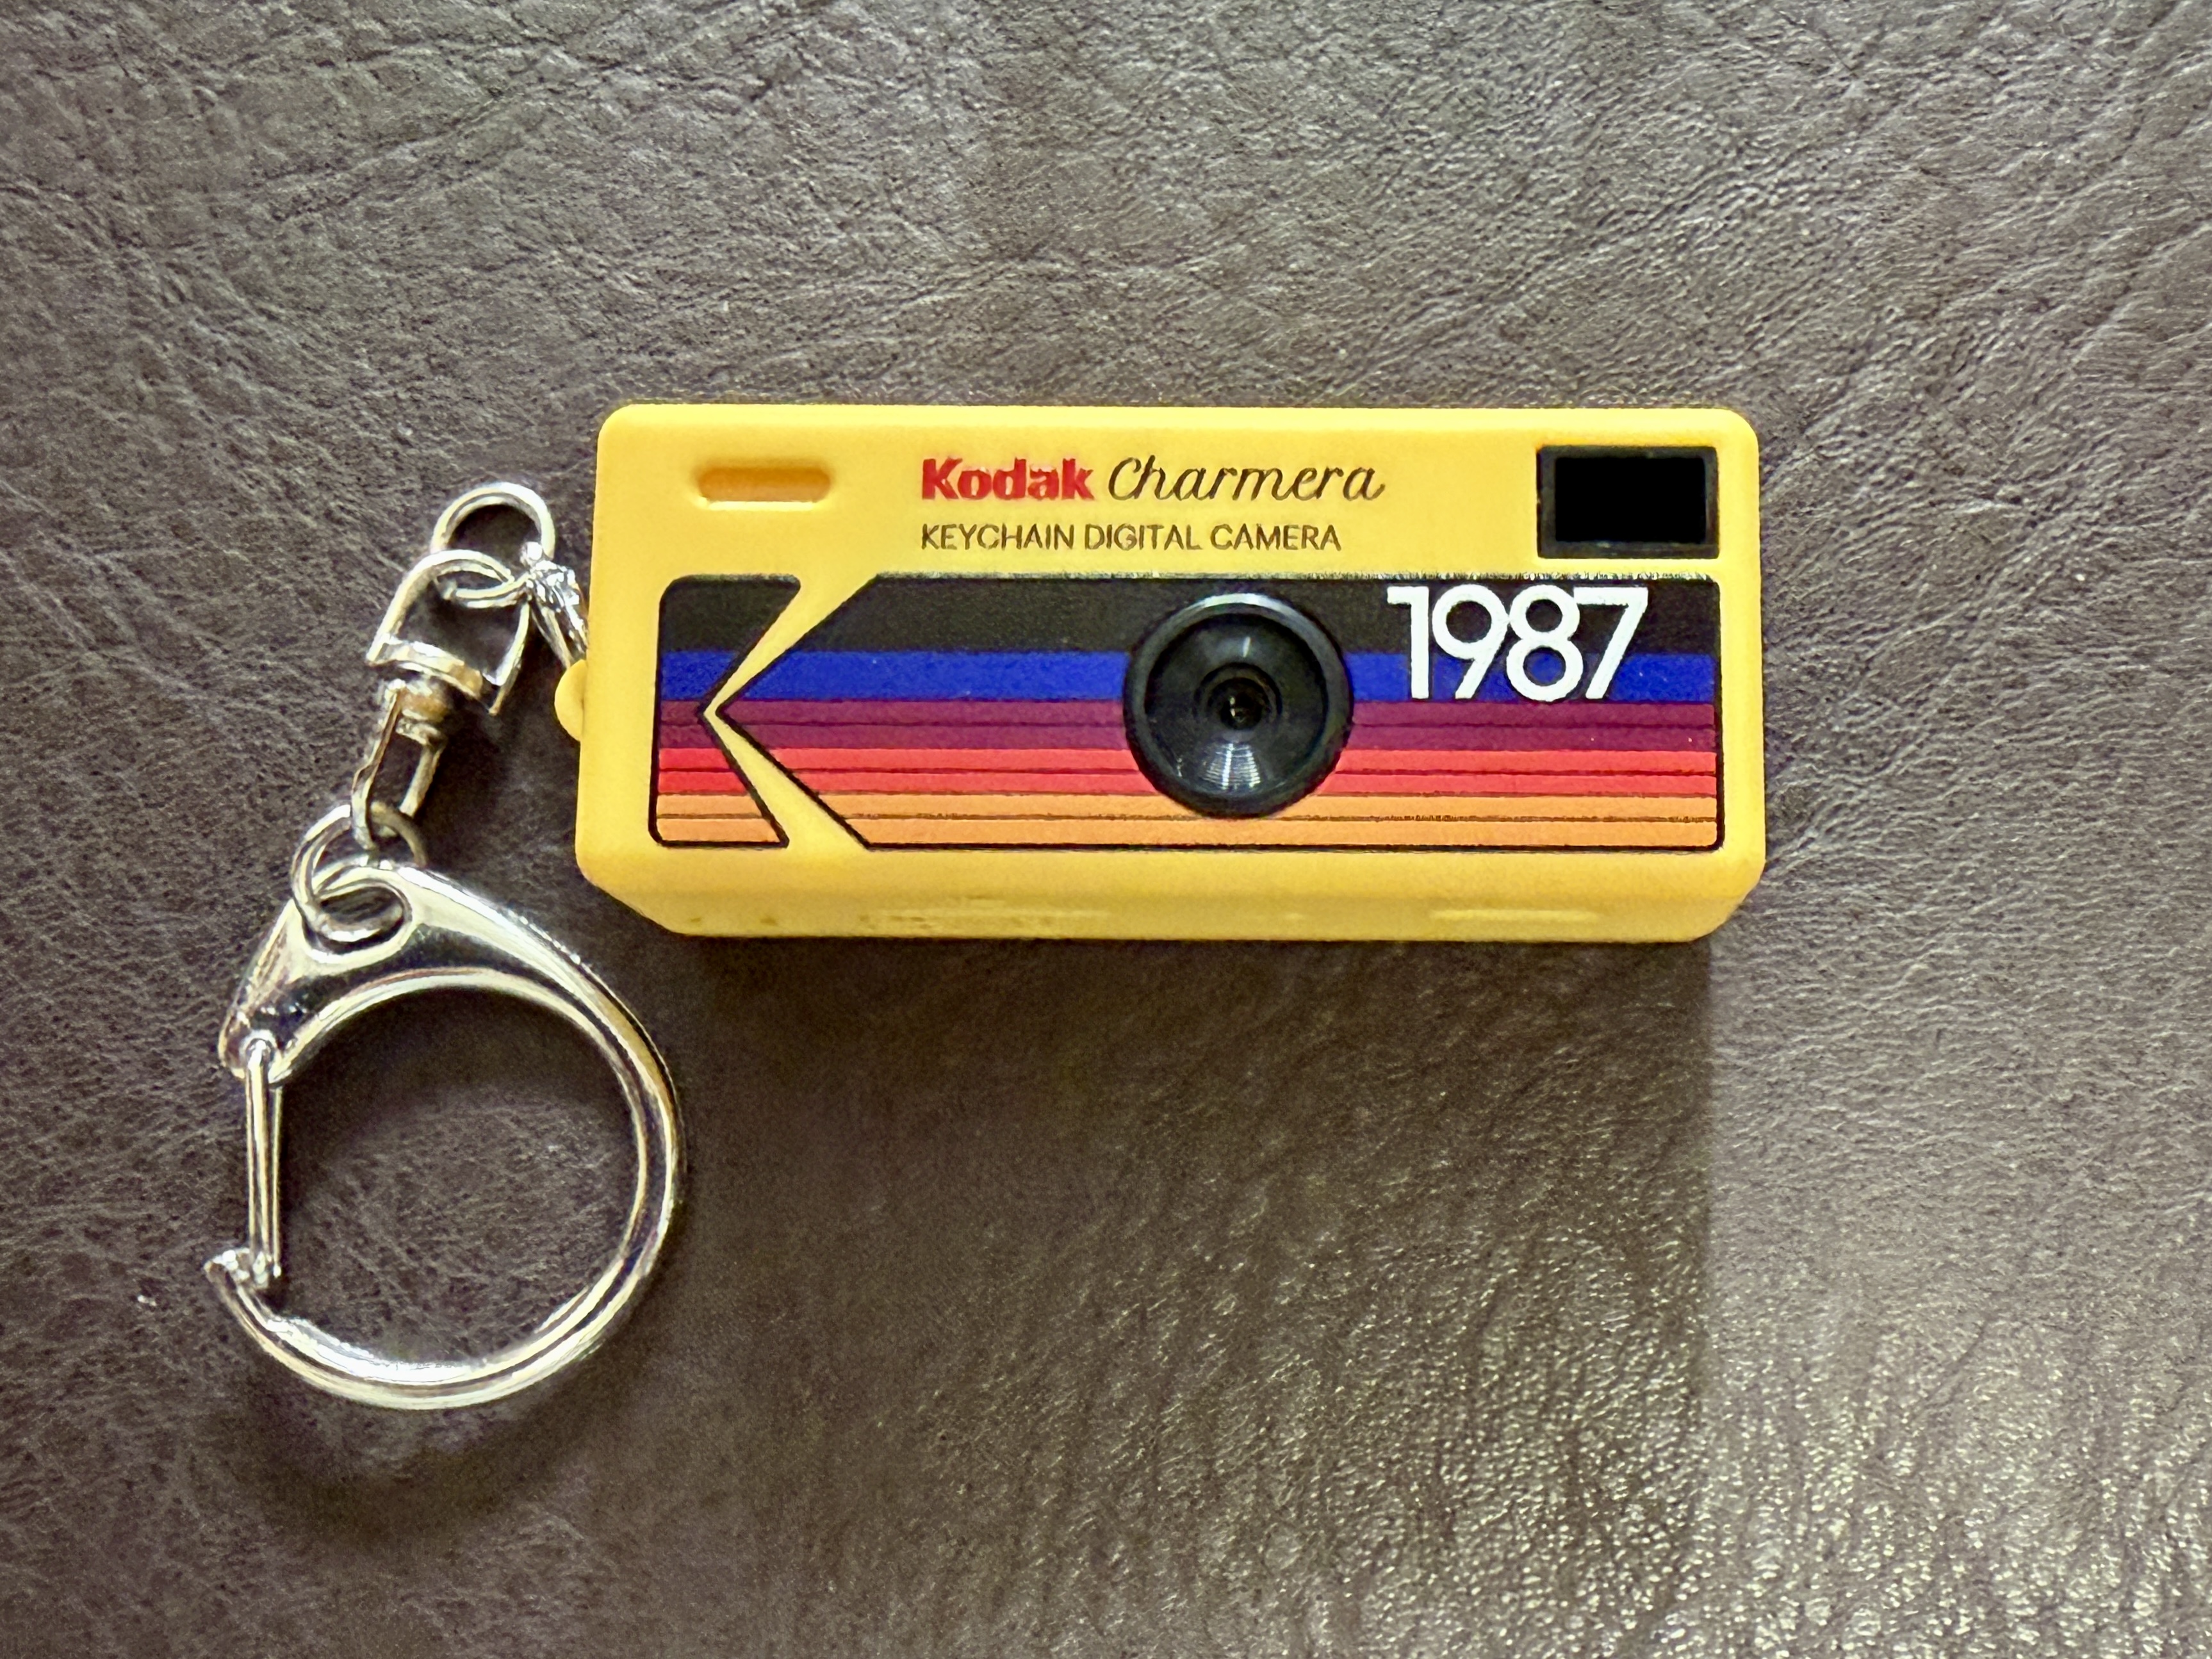 Kodak Charmera
KEYCHAIN DIGITAL CAMERA
1987